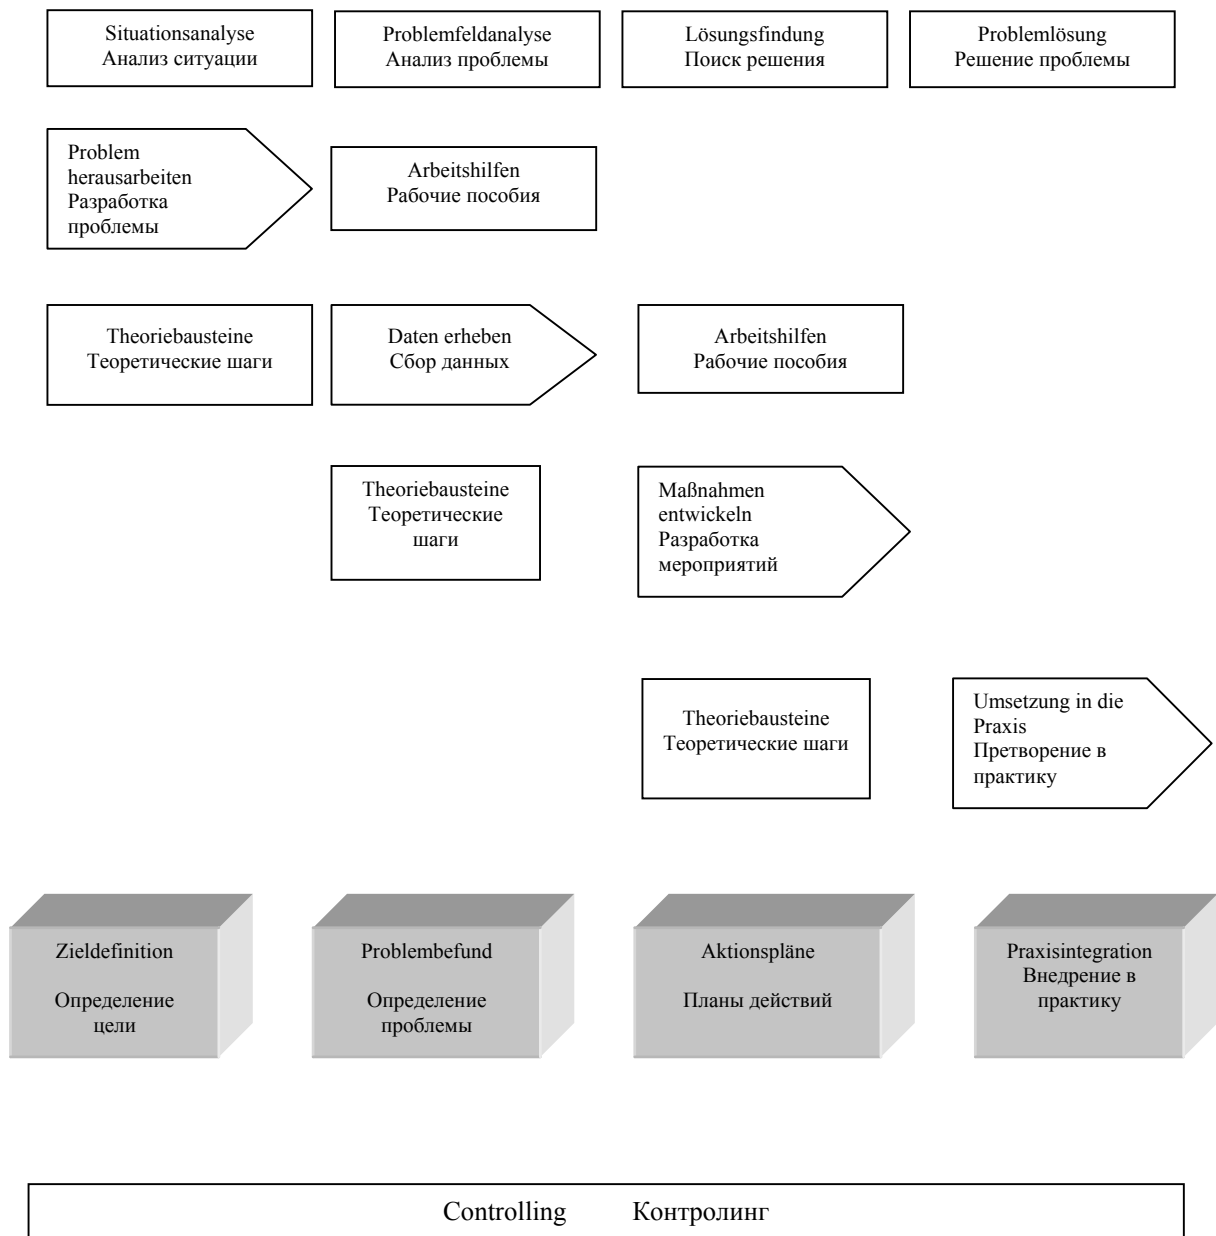 Situationsanalyse
Анализ ситуации
Problemfeldanalyse
Анализ проблемы
Lösungsfindung
Поиск решения
Problemlösung
Решение проблемы
Problem
herausarbeiten
Разработка
проблемы
Arbeitshilfen
Рабочие пособия
Theoriebausteine
Теоретические шаги
Daten erheben
Сбор данных
Arbeitshilfen
Рабочие пособия
Theoriebausteine
Теоретические
шаги
Maßnahmen
entwickeln
Разработка
мероприятий
Theoriebausteine
Теоретические шаги
Umsetzung in die
Praxis
Претворение в
практику
Zieldefinition
Определение
цели
Problembefund
Определение
проблемы
Aktionspläne
Планы действий
Praxisintegration
Внедрение в
практику
Controlling Контролинг